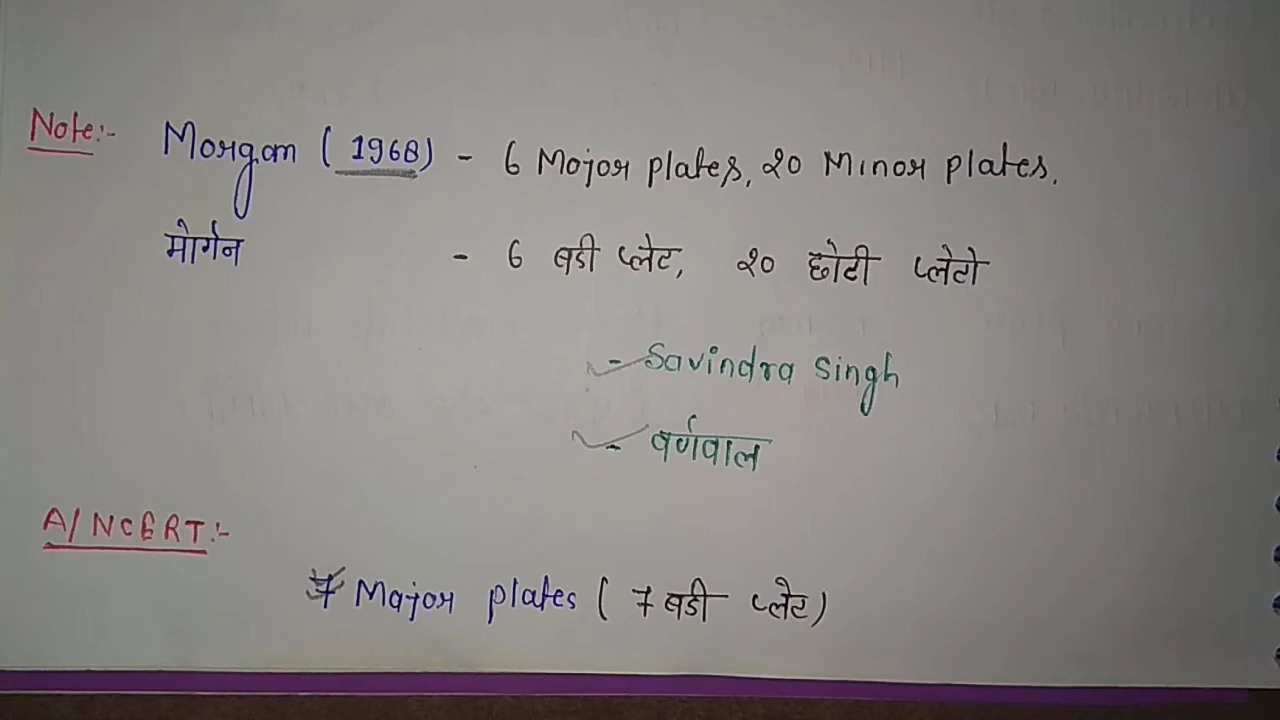 Note:- Morgan (1968) - 6 Major plates, 20 Minor plates.
मोर्गन - 6 बडी प्लेट, २० छोटी प्लेटो
- Savindra Singh
- वर्णवाल
A/NCERT:-
7 Major plates (7 बडी प्लेट)